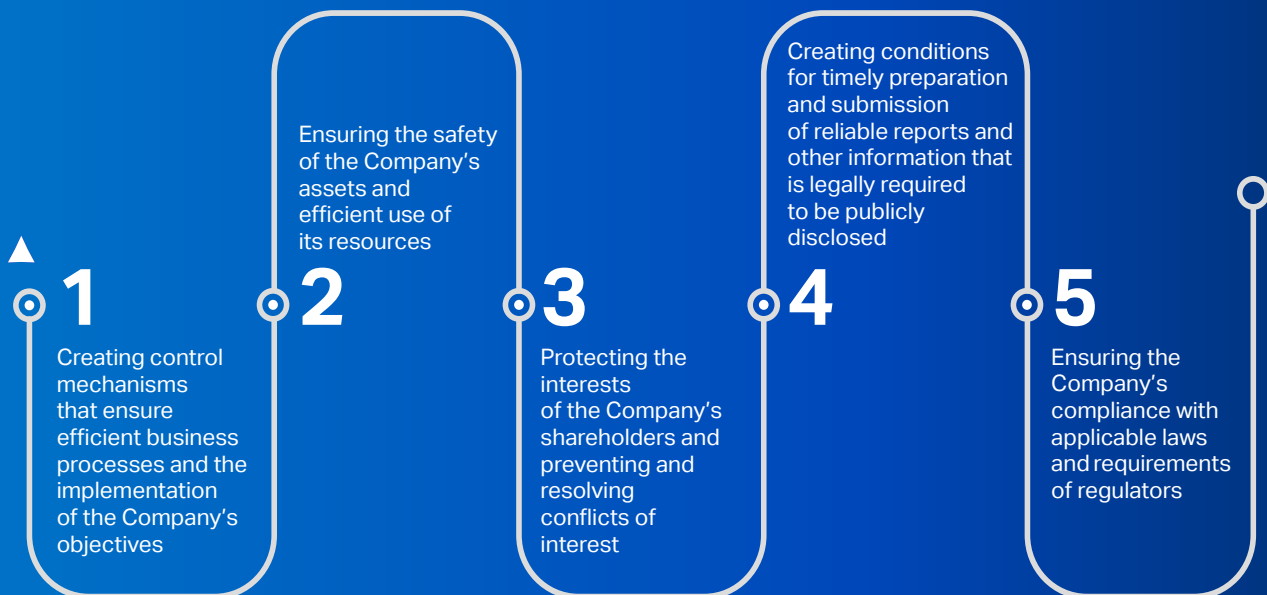 1
Creating control
mechanisms
that ensure
efficient business
processes and the
implementation
of the Company's
objectives
2
Ensuring the safety
of the Company's
assets and
efficient use of
its resources
3
Protecting the
interests
of the Company's
shareholders and
preventing and
resolving
conflicts of
interest
4
Creating conditions
for timely preparation
and submission
of reliable reports and
other information that
is legally required
to be publicly
disclosed
5
Ensuring the
Company's
compliance with
applicable laws
and requirements
of regulators